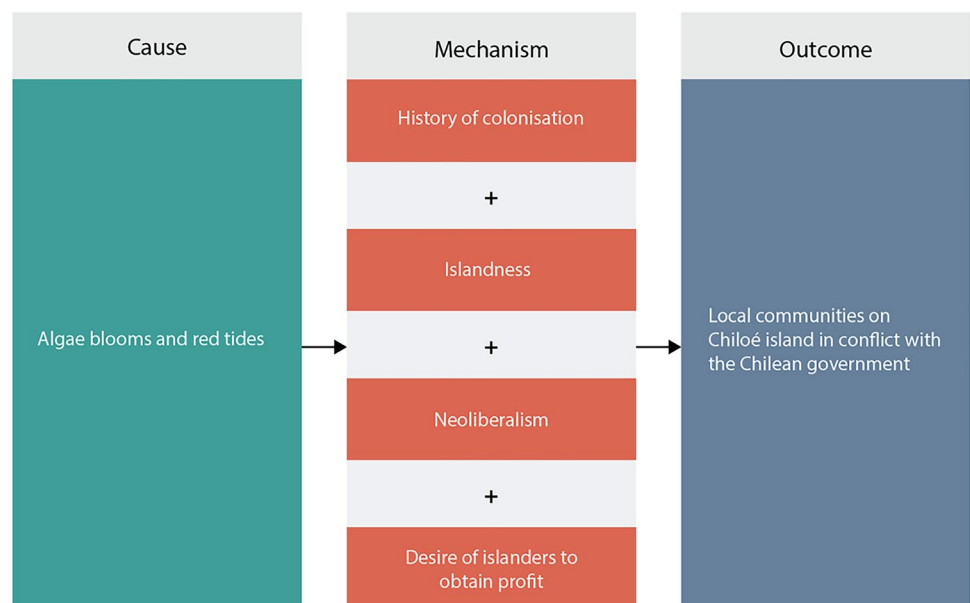 Cause
Mechanism
Outcome
Algae blooms and red tides
History of colonisation
+
Islandness
+
Neoliberalism
+
Desire of islanders to
obtain profit
Local communities on
Chiloé island in conflict with
the Chilean government